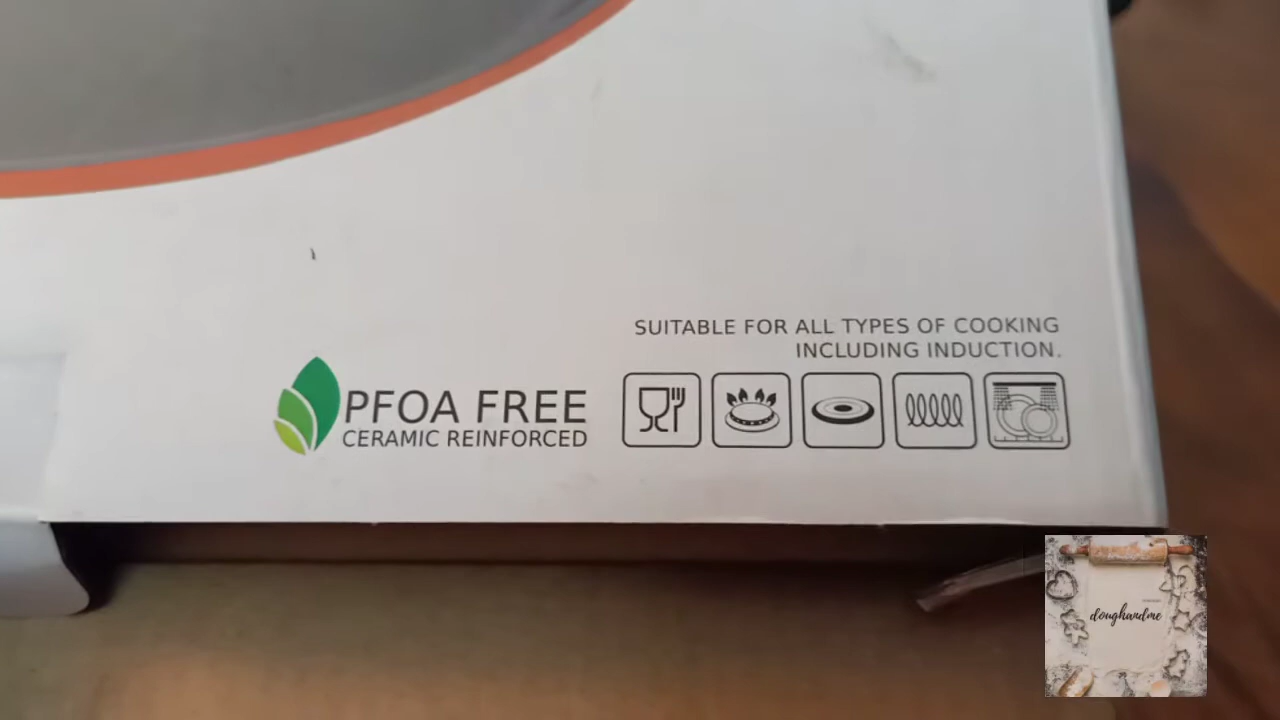 SUITABLE FOR ALL TYPES OF COOKING
INCLUDING INDUCTION.
PFOA FREE
CERAMIC REINFORCED
doughandme